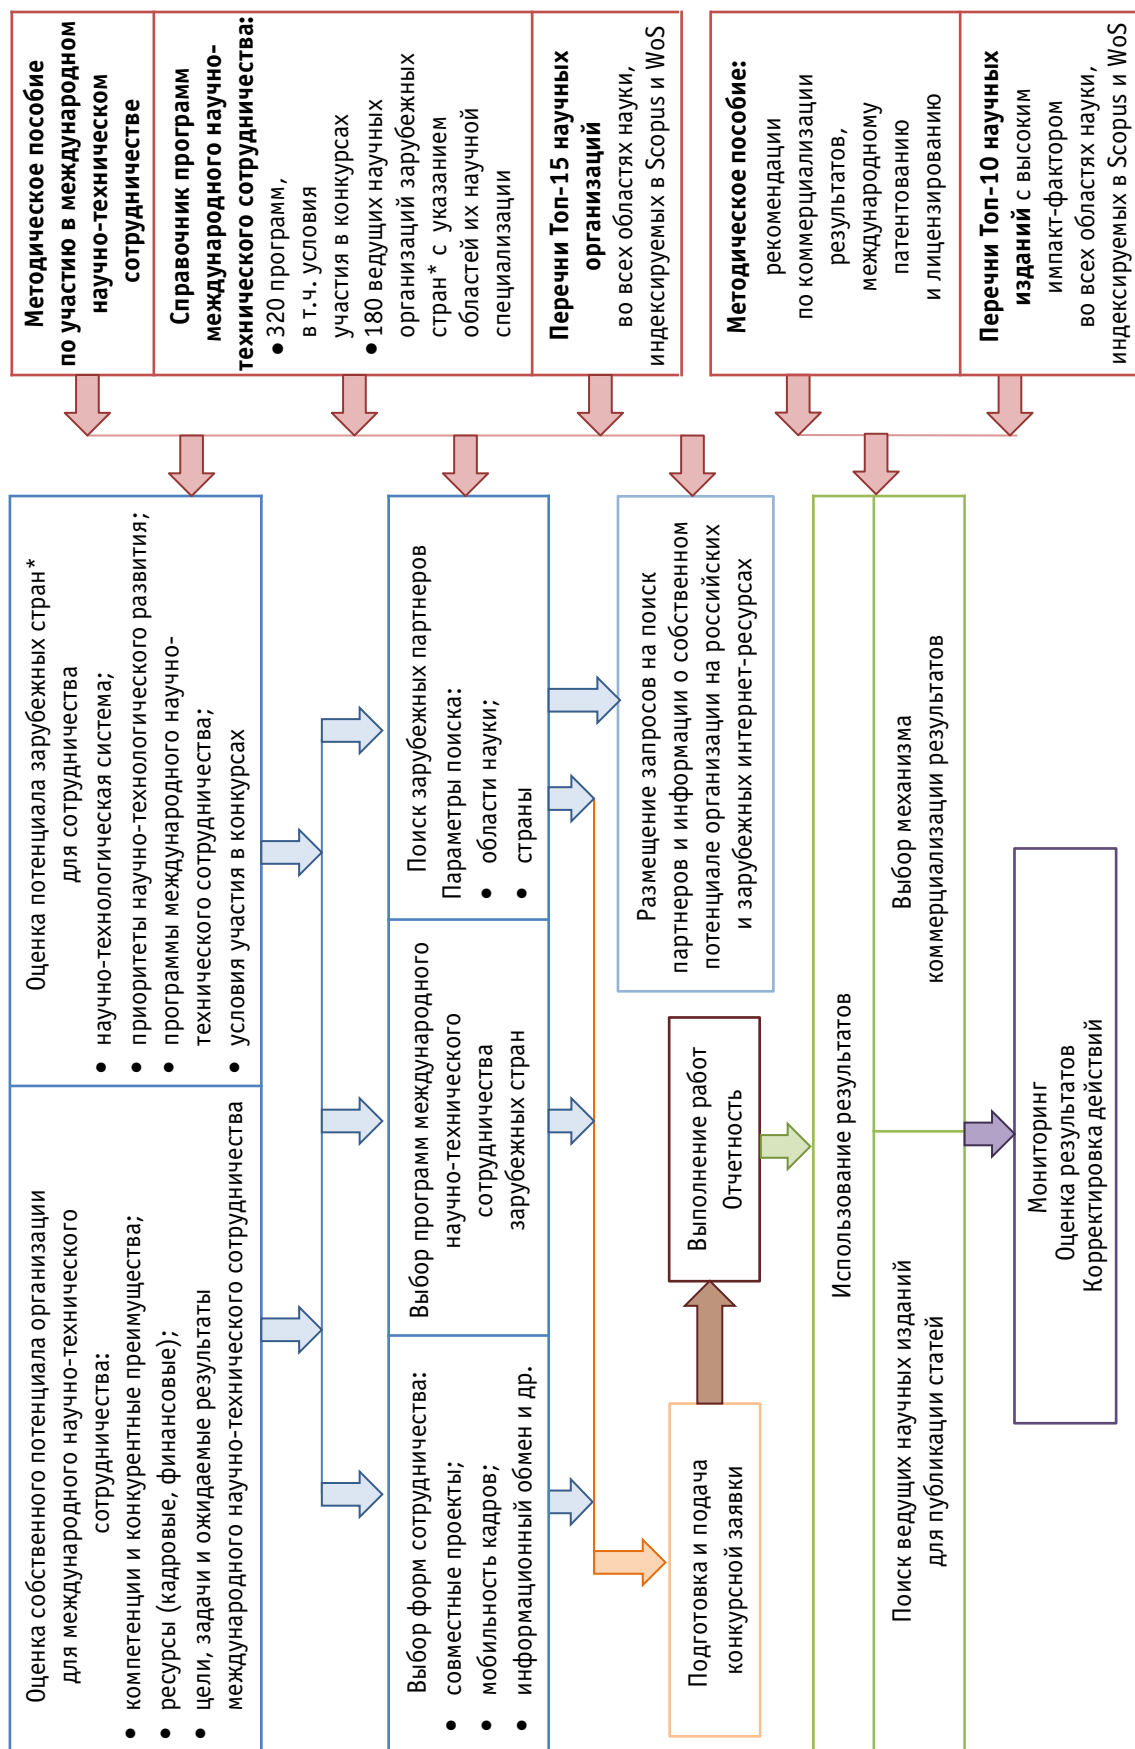 Оценка собственного потенциала организации
для международного научно-технического
сотрудничества:
• компетенции и конкурентные преимущества;
• ресурсы (кадровые, финансовые);
• цели, задачи и ожидаемые результаты
международного научно-технического сотрудничества
Оценка потенциала зарубежных стран*
для сотрудничества
• научно-технологическая система;
• приоритеты научно-технологического развития;
• программы международного научно-
технического сотрудничества;
• условия участия в конкурсах
Методическое пособие
по участию в международном
научно-техническом
сотрудничестве
Справочник программ
международного научно-
технического сотрудничества:
• 320 программ,
в т.ч. условия
участия в конкурсах
• 180 ведущих научных
организаций зарубежных
стран* с указанием
областей их научной
специализации
Перечни Топ-15 научных
организаций
во всех областях науки,
индексируемых в Scopus и WoS
Выбор форм сотрудничества:
• совместные проекты;
• мобильность кадров;
• информационный обмен и др.
Выбор программ международного
научно-технического
сотрудничества
зарубежных стран
Поиск зарубежных партнеров
Параметры поиска:
• области науки;
• страны
Подготовка и подача
конкурсной заявки
Выполнение работ
Отчетность
Размещение запросов на поиск
партнеров и информации о собственном
потенциале организации на российских
и зарубежных интернет-ресурсах
Методическое пособие:
рекомендации
по коммерциализации
результатов,
международному
патентованию
и лицензированию
Перечни Топ-10 научных
изданий с высоким
импакт-фактором
во всех областях науки,
индексируемых в Scopus и WoS
Использование результатов
Поиск ведущих научных изданий
для публикации статей
Выбор механизма
коммерциализации результатов
Мониторинг
Оценка результатов
Корректировка действий